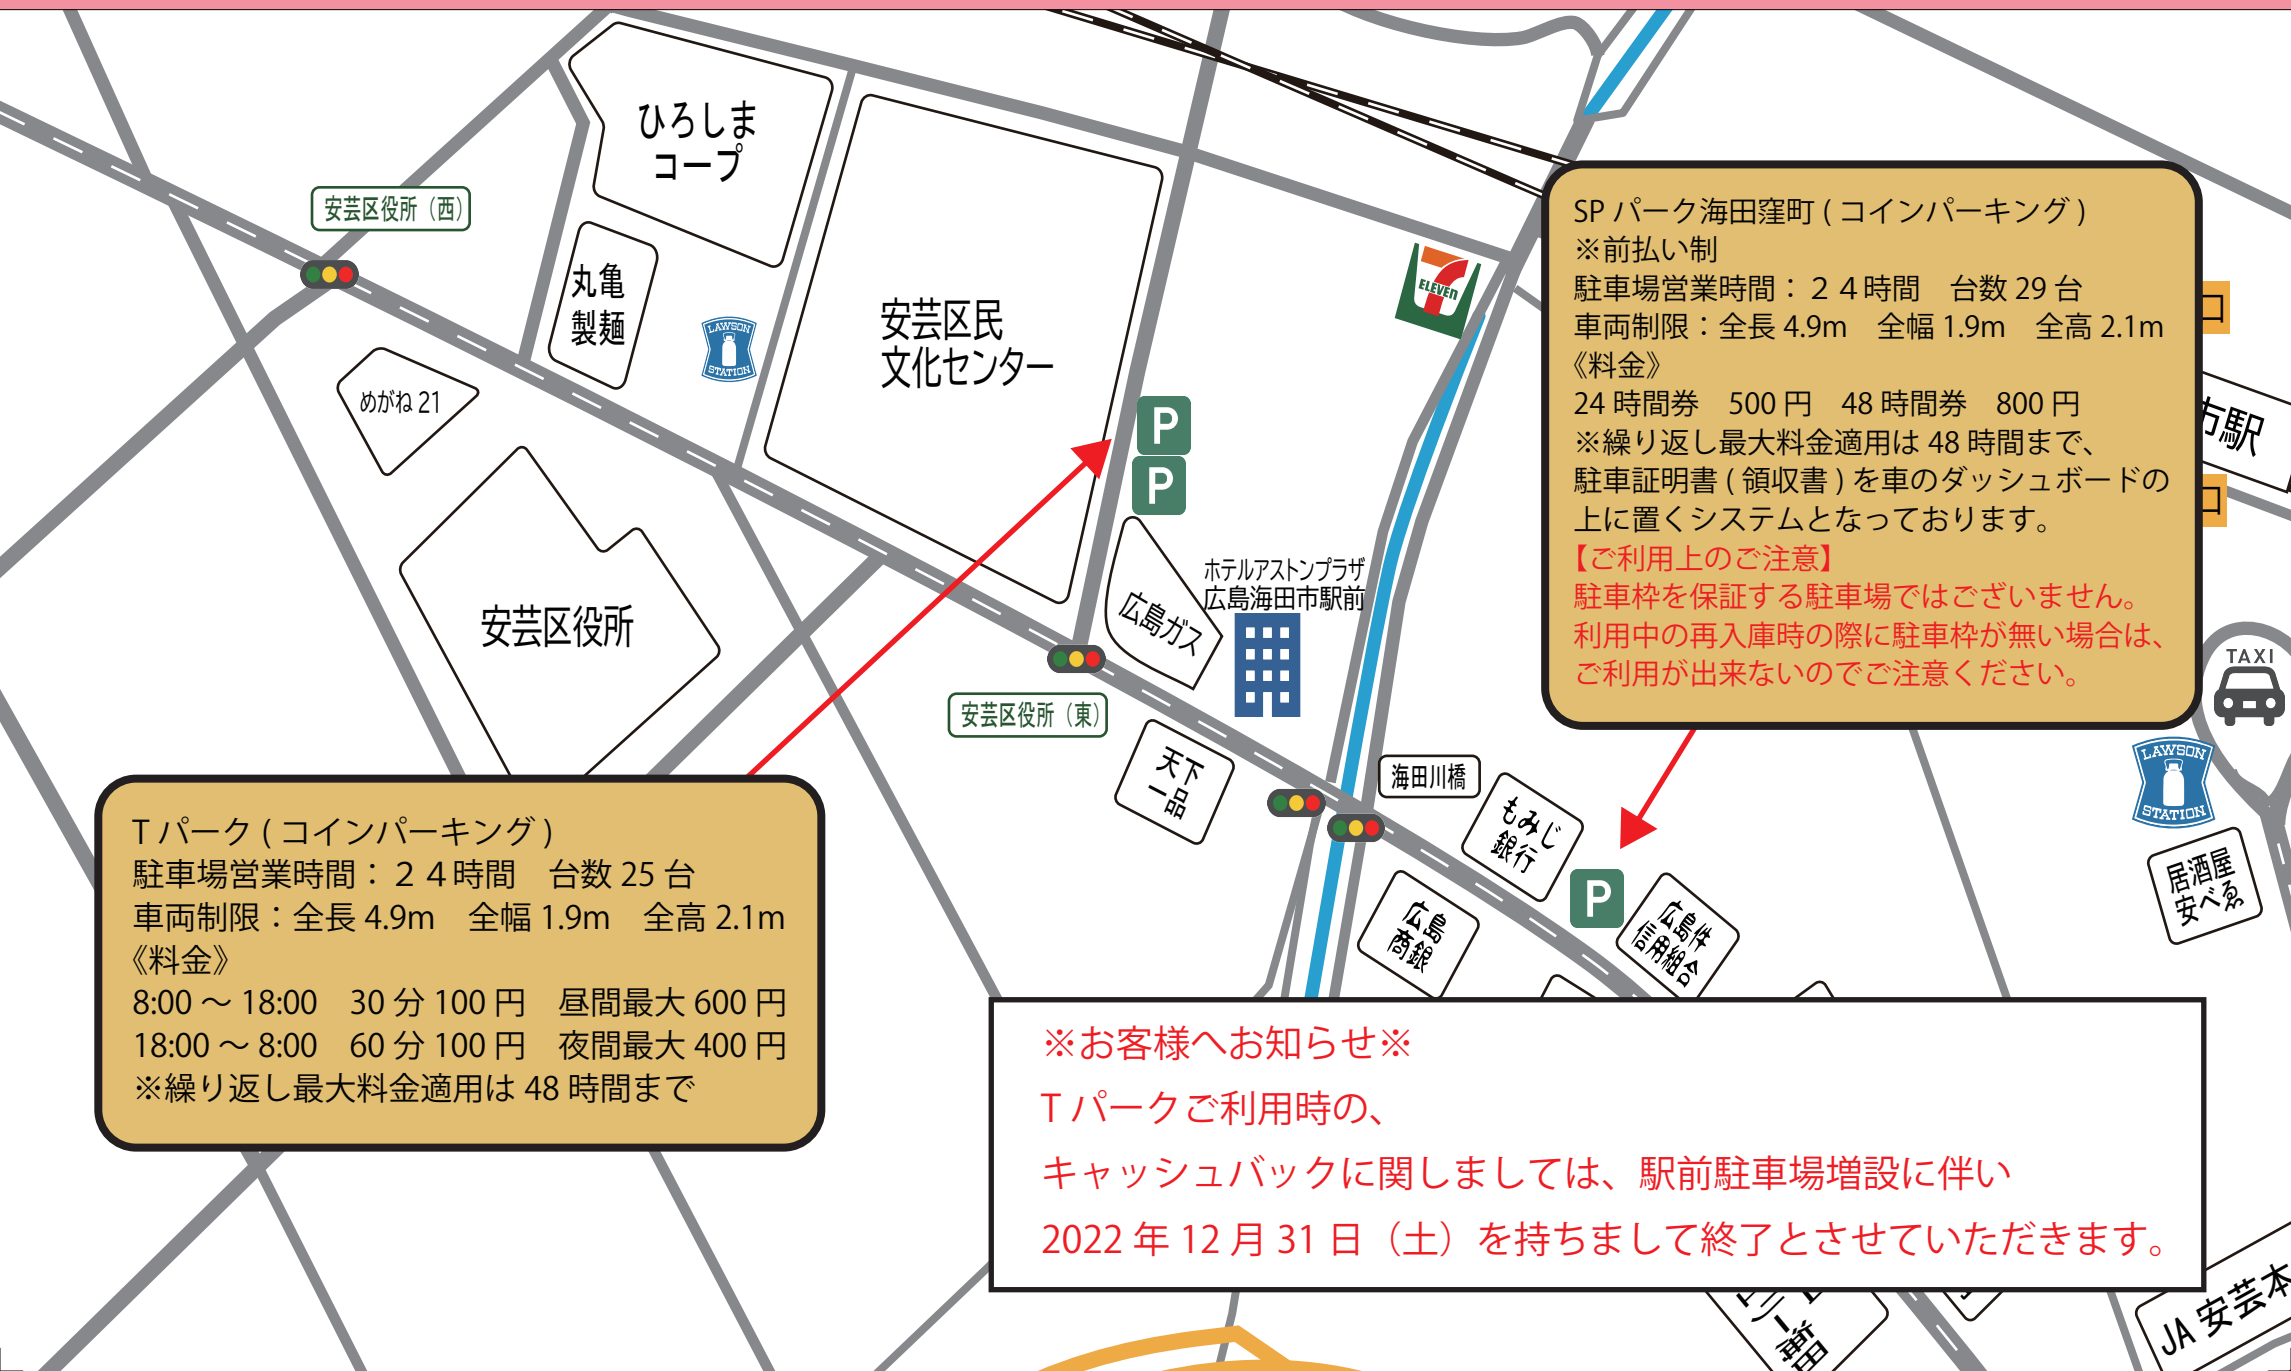 ひろしま
コープ
安芸区役所（西）
丸亀
製麺
LAWSON
STATION
安芸区民
文化センター
めがね 21
安芸区役所
P
P
ELEVEn
ホテルアストンプラザ
広島海田市駅前
広島ガス
安芸区役所（東）
天下
一品
海田川橋
もみじ
銀行
P
広島
商銀
広島件
信用組合
SP パーク海田窪町 ( コインパーキング )
※前払い制
駐車場営業時間：２４時間　台数 29 台
車両制限：全長 4.9m　全幅 1.9m　全高 2.1m
《料金》
24 時間券　500 円　48 時間券　800 円
※繰り返し最大料金適用は 48 時間まで、
駐車証明書 ( 領収書 ) を車のダッシュボードの
上に置くシステムとなっております。
【ご利用上のご注意】
駐車枠を保証する駐車場ではございません。
利用中の再入庫時の際に駐車枠が無い場合は、
ご利用が出来ないのでご注意ください。
口
市駅
口
TAXI
LAWSON
STATION
居酒屋
安べゑ
T パーク ( コインパーキング )
駐車場営業時間：２４時間　台数 25 台
車両制限：全長 4.9m　全幅 1.9m　全高 2.1m
《料金》
8:00 ～ 18:00　30 分 100 円　昼間最大 600 円
18:00 ～ 8:00　60 分 100 円　夜間最大 400 円
※繰り返し最大料金適用は 48 時間まで
※お客様へお知らせ※
T パークご利用時の、
キャッシュバックに関しましては、駅前駐車場増設に伴い
2022 年 12 月 31 日（土）を持ちまして終了とさせていただきます。
JA 安芸本